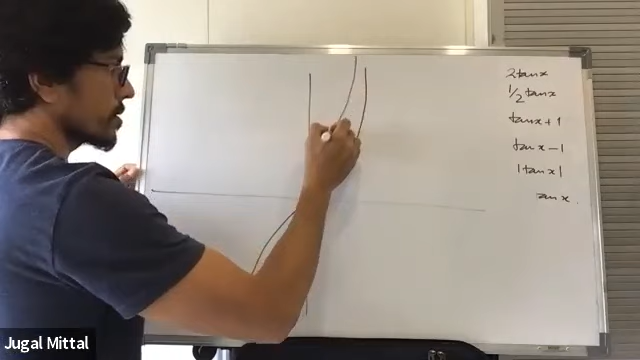 2tanx
1/2 tanx
tanx+1
tanx-1
|tanx|
tanx.
Jugal Mittal